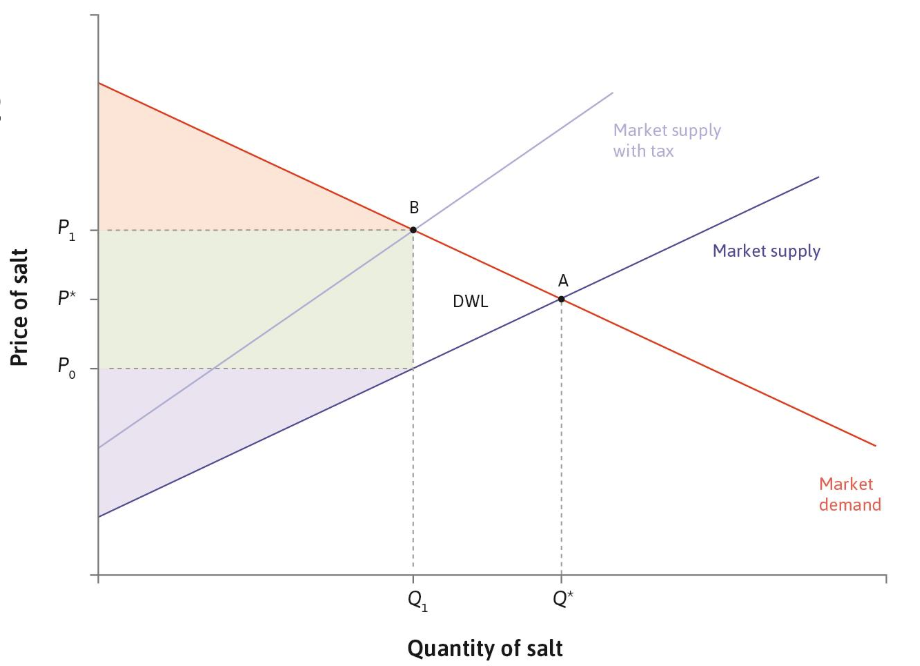 Market supply
with tax
B
P1
Market supply
A
P*
DWL
P0
Price of salt
Market
demand
Q1
Q*
Quantity of salt